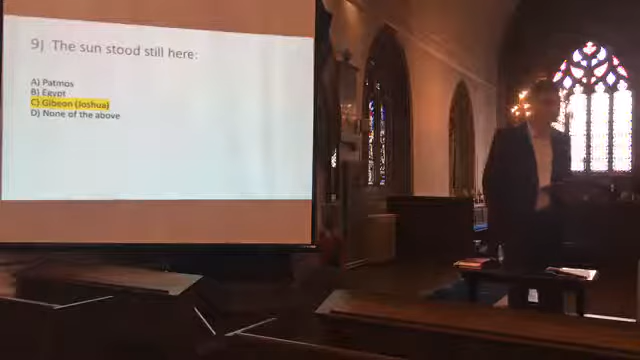 9) The sun stood still here:
A) Patmos
B) Egypt
C) Gibeon (Joshua)
D) None of the above